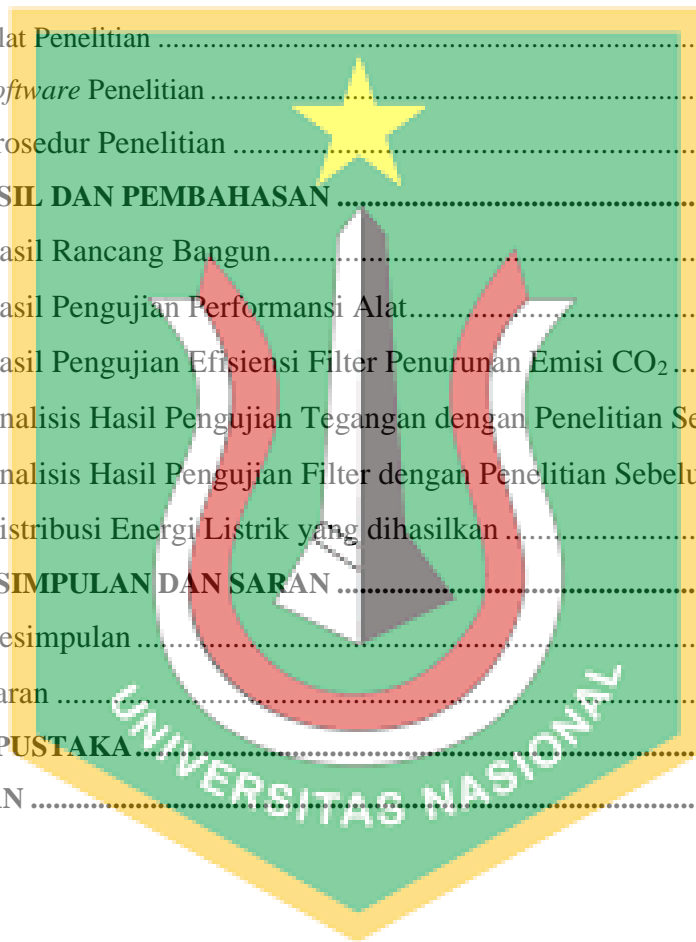 lat Penelitian ........................................................................
oftware Penelitian ..................................................................
rosedur Penelitian ...............................................................
SIL DAN PEMBAHASAN ................................................
asil Rancang Bangun..........................................................
asil Pengujian Performansi Alat........................................
asil Pengujian Efisiensi Filter Penurunan Emisi CO₂ ...
nalisis Hasil Pengujian Tegangan dengan Penelitian Se
nalisis Hasil Pengujian Filter dengan Penelitian Sebelu
istribusi Energi Listrik yang dihasilkan .........................
SIMPULAN DAN SARAN ................................................
esimpulan ............................................................................
aran .....................................................................................
PUSTAKA............................................................................
N ..........................................................................................
UNIVERSITAS NASIONAL